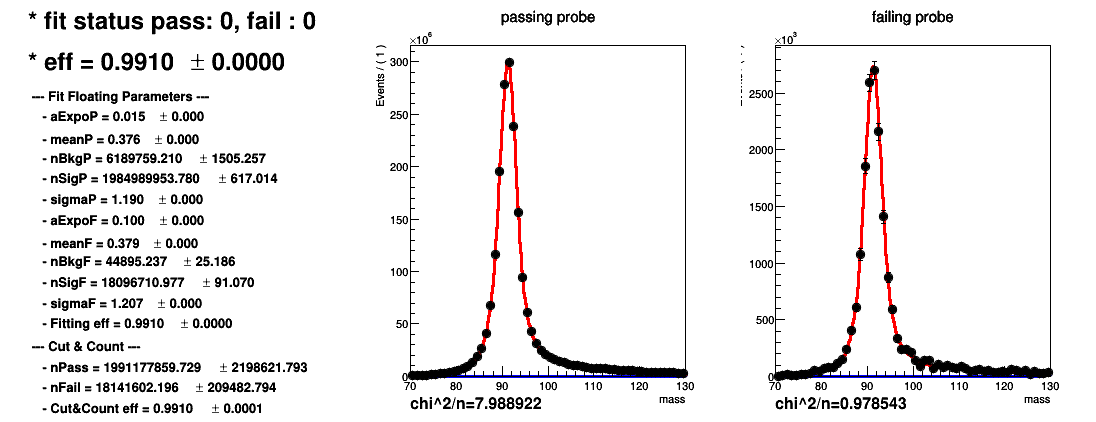 * fit status pass: 0, fail : 0
* eff = 0.9910 ± 0.0000
--- Fit Floating Parameters ---
- aExpoP = 0.015 ± 0.000
- meanP = 0.376 ± 0.000
- nBkgP = 6189759.210 ± 1505.257
- nSigP = 1984989953.780 ± 617.014
- sigmaP = 1.190 ± 0.000
- aExpoF = 0.100 ± 0.000
- meanF = 0.379 ± 0.000
- nBkgF = 44895.237 ± 25.186
- nSigF = 18096710.977 ± 91.070
- sigmaF = 1.207 ± 0.000
- Fitting eff = 0.9910 ± 0.0000
--- Cut & Count ---
- nPass = 1991177859.729 ± 2198621.793
- nFail = 18141602.196 ± 209482.794
- Cut&Count eff = 0.9910 ± 0.0001
passing probe
×10⁶
Events / ( 1 )
300
250
200
150
100
50
0
70 80 90 100 110 120 130
mass
chi^2/n=7.988922
failing probe
×10³
2500
2000
1500
1000
500
0
70 80 90 100 110 120 130
mass
chi^2/n=0.978543